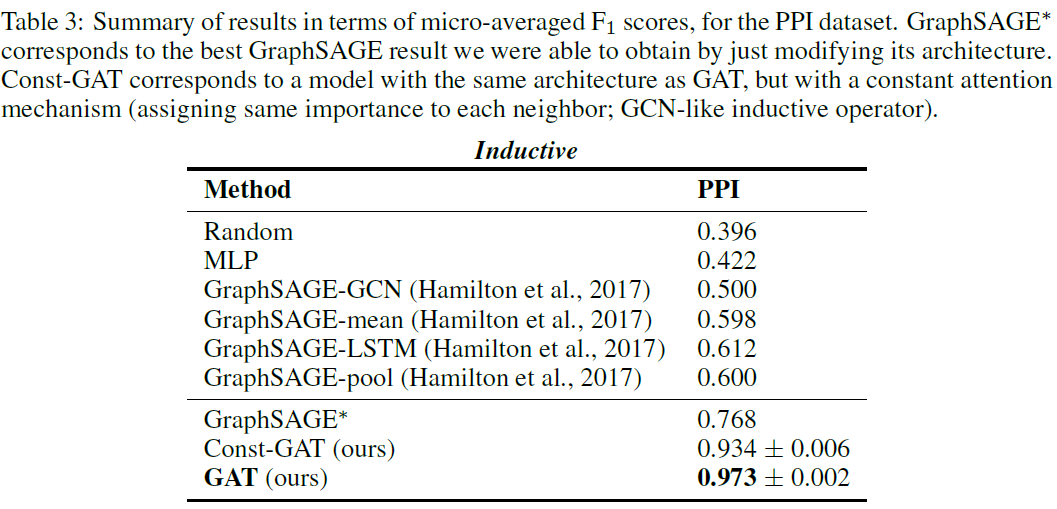 Table 3: Summary of results in terms of micro-averaged F₁ scores, for the PPI dataset. GraphSAGE*
corresponds to the best GraphSAGE result we were able to obtain by just modifying its architecture.
Const-GAT corresponds to a model with the same architecture as GAT, but with a constant attention
mechanism (assigning same importance to each neighbor; GCN-like inductive operator).
Inductive
Method PPI
Random 0.396
MLP 0.422
GraphSAGE-GCN (Hamilton et al., 2017) 0.500
GraphSAGE-mean (Hamilton et al., 2017) 0.598
GraphSAGE-LSTM (Hamilton et al., 2017) 0.612
GraphSAGE-pool (Hamilton et al., 2017) 0.600
GraphSAGE* 0.768
Const-GAT (ours) 0.934 ± 0.006
GAT (ours) 0.973 ± 0.002